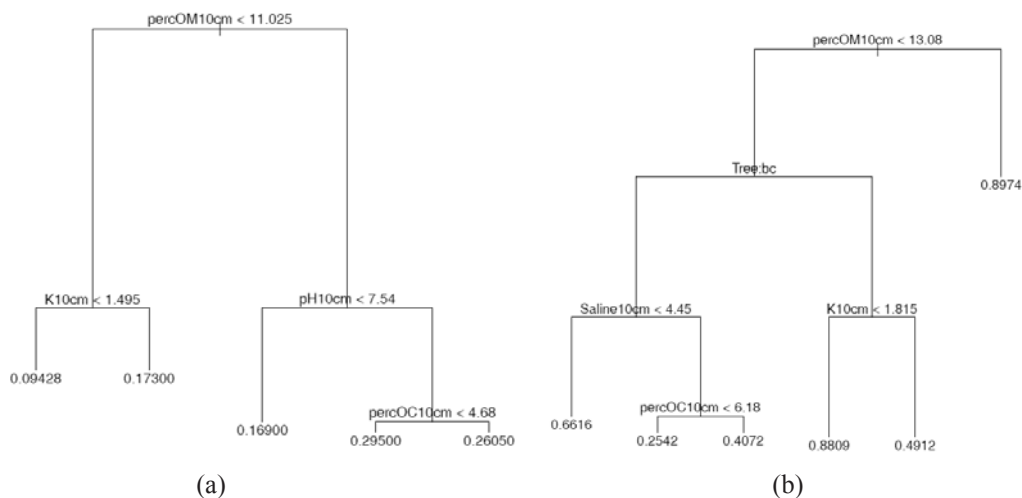 percOM10cm < 11.025
K10cm < 1.495
pH10cm < 7.54
0.09428
0.17300
0.16900
percOC10cm < 4.68
0.29500
0.26050
(a)
percOM10cm < 13.08
Tree:bc
0.8974
Saline10cm < 4.45
K10cm < 1.815
0.6616
percOC10cm < 6.18
0.2542
0.4072
0.8809
0.4912
(b)